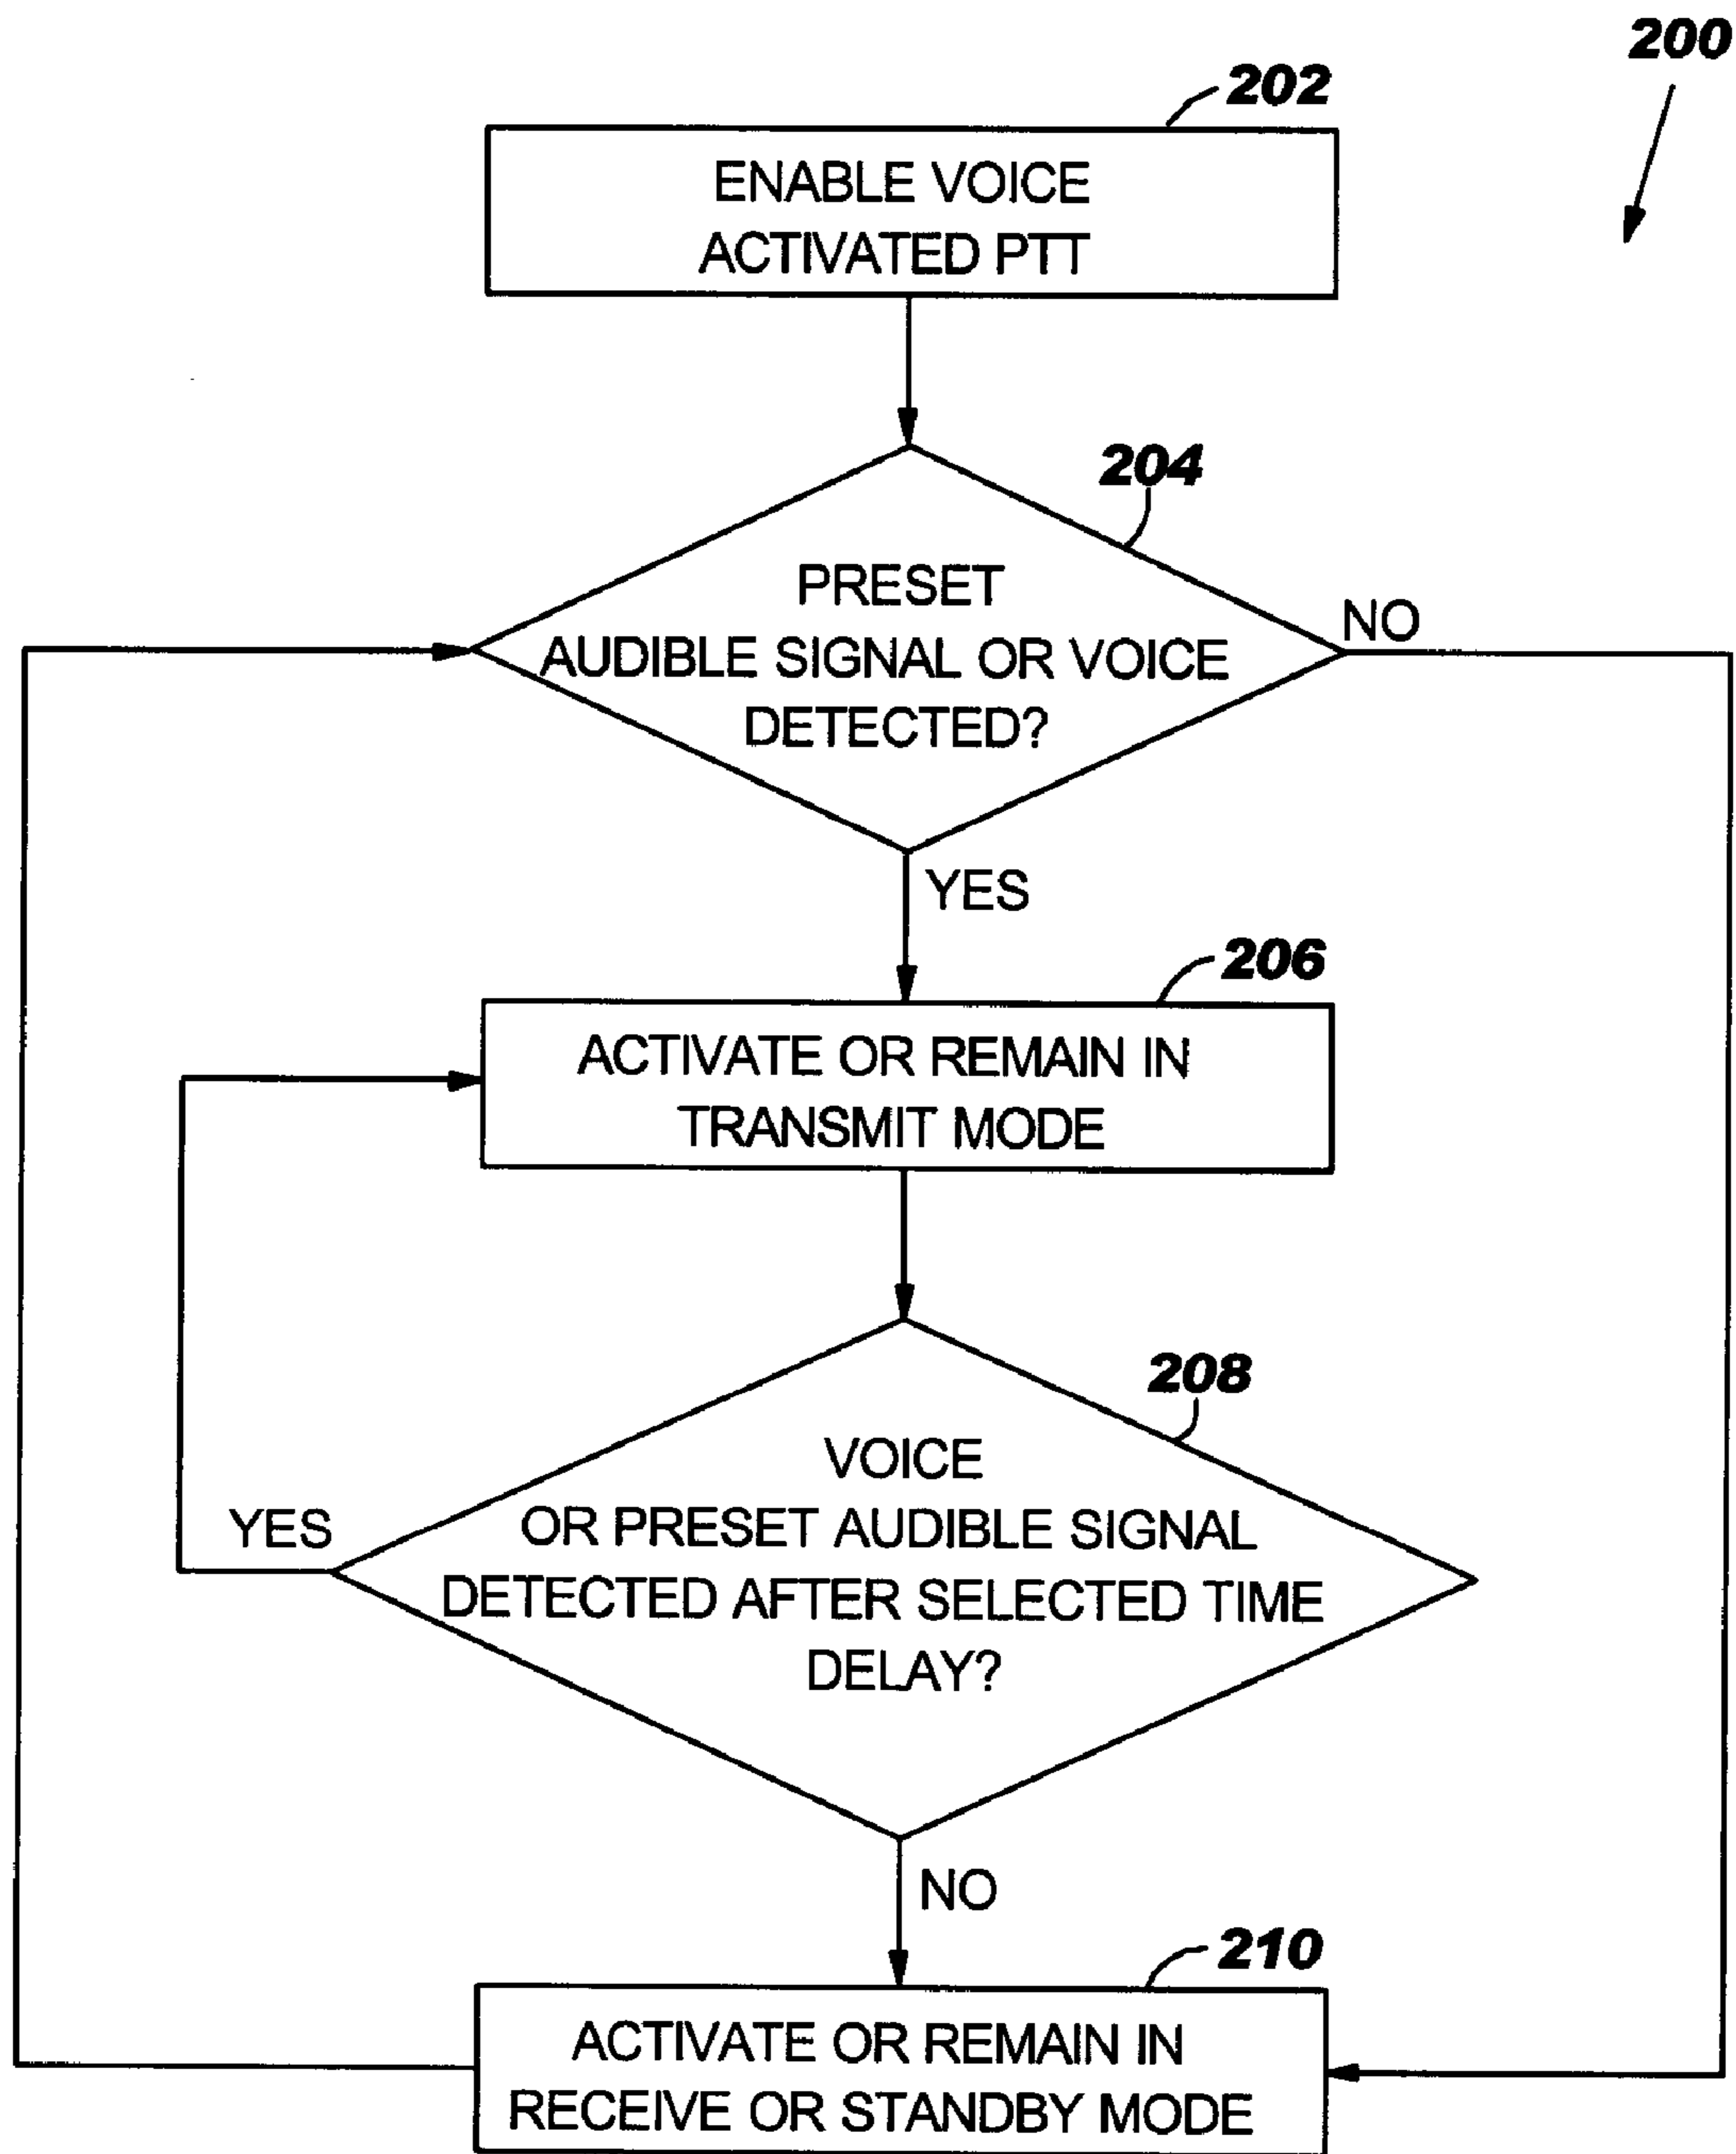 200
202
ENABLE VOICE
ACTIVATED PTT
204
PRESET
AUDIBLE SIGNAL OR VOICE
DETECTED?
NO
YES
206
ACTIVATE OR REMAIN IN
TRANSMIT MODE
208
VOICE
OR PRESET AUDIBLE SIGNAL
DETECTED AFTER SELECTED TIME
DELAY?
YES
NO
210
ACTIVATE OR REMAIN IN
RECEIVE OR STANDBY MODE